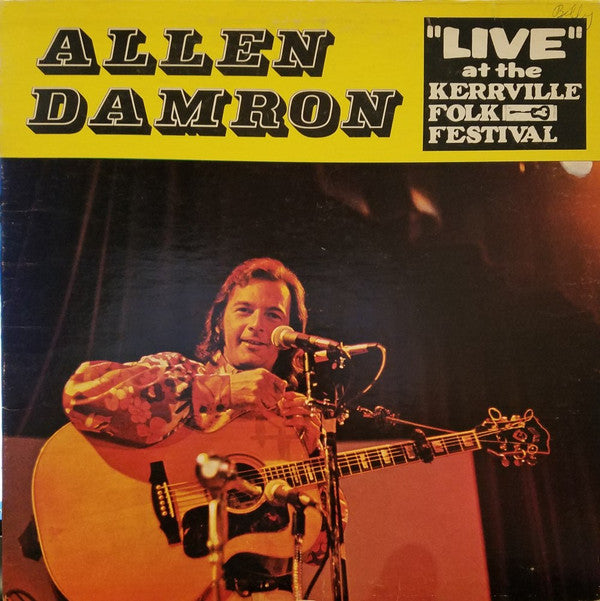 ALLEN
DAMRON
"LIVE"
at the
KERRVILLE
FOLK
FESTIVAL